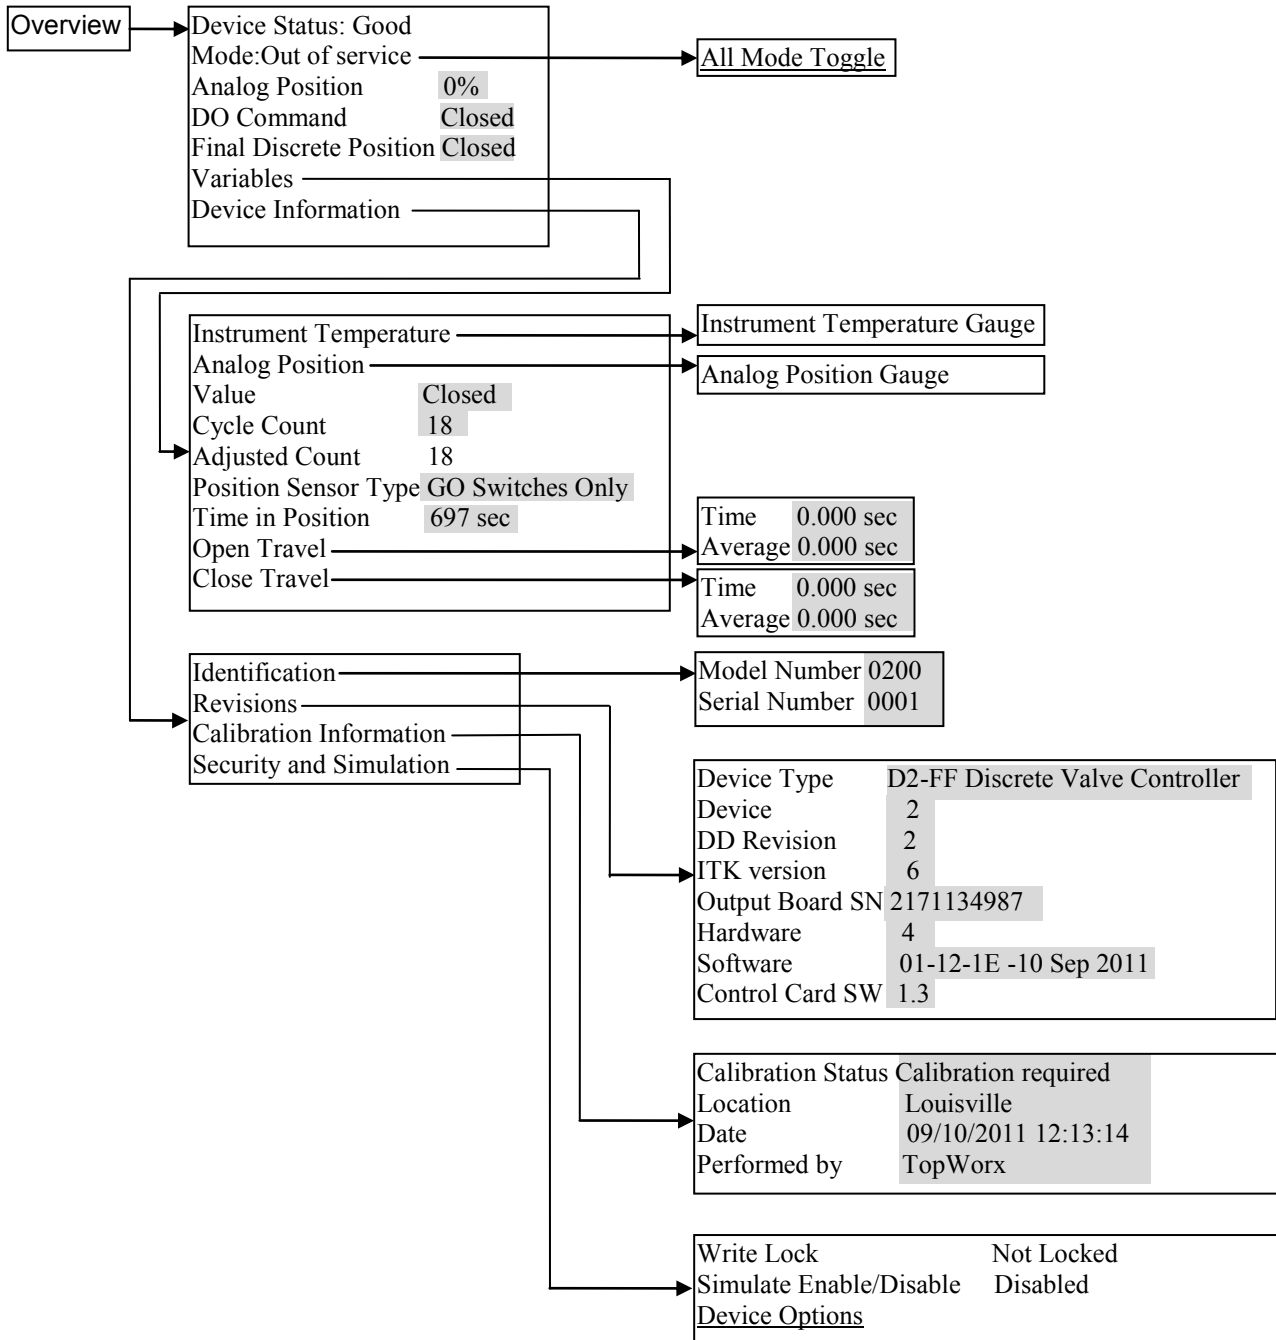 Overview
Device Status: Good
Mode:Out of service
All Mode Toggle
Analog Position 0%
DO Command Closed
Final Discrete Position Closed
Variables
Device Information
Instrument Temperature
Instrument Temperature Gauge
Analog Position
Analog Position Gauge
Value Closed
Cycle Count 18
Adjusted Count 18
Position Sensor Type GO Switches Only
Time in Position 697 sec
Open Travel
Close Travel
Time 0.000 sec
Average 0.000 sec
Time 0.000 sec
Average 0.000 sec
Identification
Revisions
Calibration Information
Security and Simulation
Model Number 0200
Serial Number 0001
Device Type D2-FF Discrete Valve Controller
Device 2
DD Revision 2
ITK version 6
Output Board SN 2171134987
Hardware 4
Software 01-12-1E -10 Sep 2011
Control Card SW 1.3
Calibration Status Calibration required
Location Louisville
Date 09/10/2011 12:13:14
Performed by TopWorx
Write Lock Not Locked
Simulate Enable/Disable Disabled
Device Options